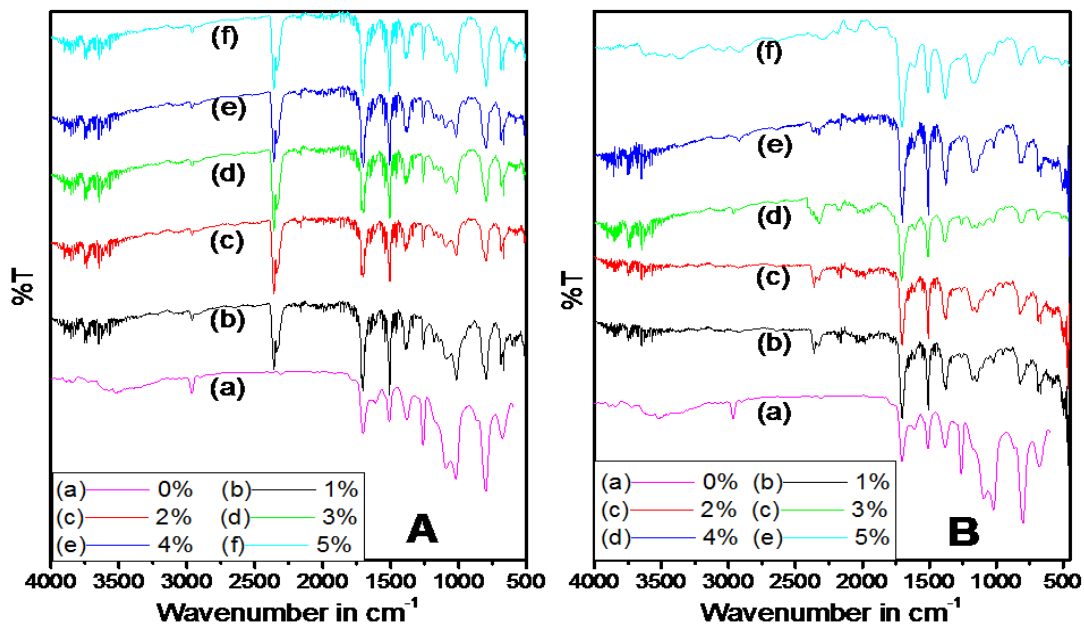 %T
(f)
(e)
(d)
(c)
(b)
(a)
(a) 0% (b) 1%
(c) 2% (d) 3%
(e) 4% (f) 5%
A
4000 3500 3000 2500 2000 1500 1000 500
Wavenumber in cm⁻¹
%T
(f)
(e)
(d)
(c)
(b)
(a)
(a) 0% (b) 1%
(c) 2% (c) 3%
(d) 4% (e) 5%
B
4000 3500 3000 2500 2000 1500 1000 500
Wavenumber in cm⁻¹